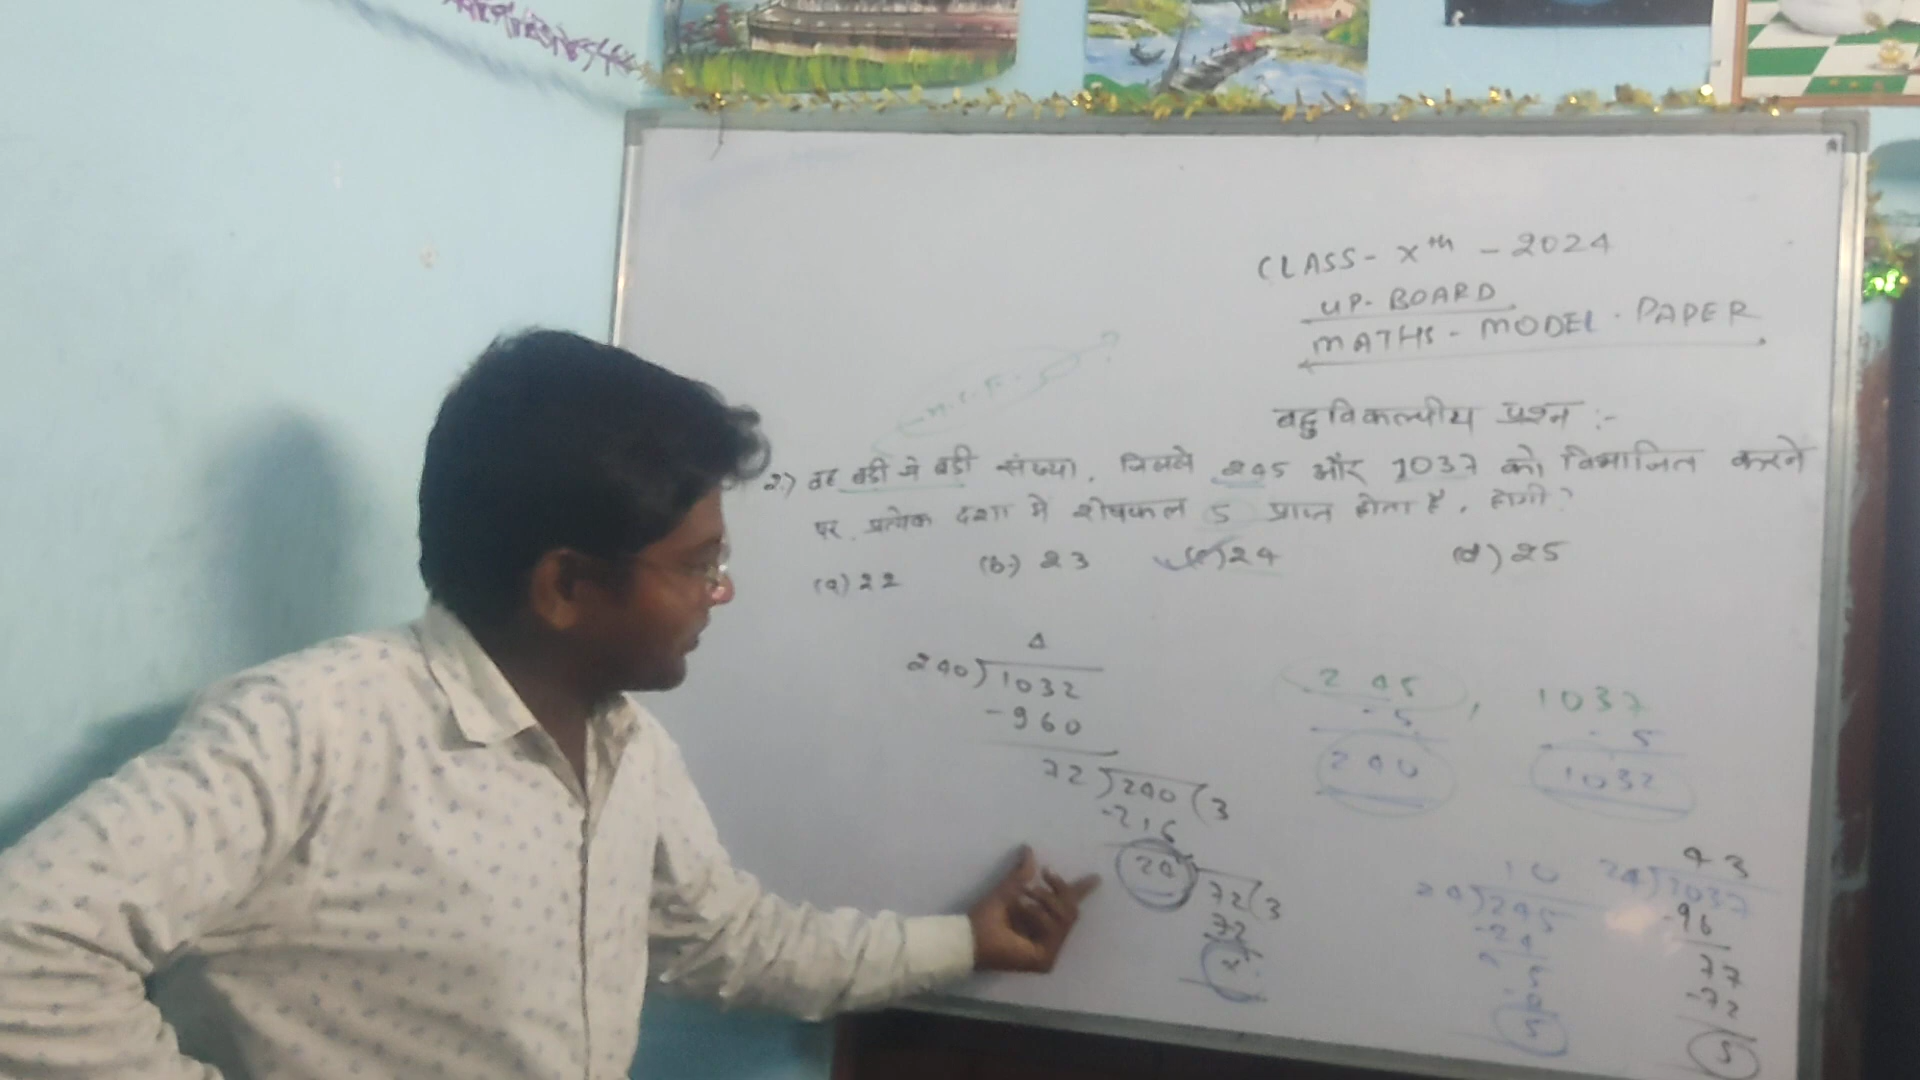 CLASS - Xth - 2024
UP. BOARD
MATHS - MODEL. PAPER
बहुविकल्पीय प्रश्न :-
2.) वह बड़ी से बड़ी संख्या, जिससे 245 और 1037 को विभाजित करने
पर, प्रत्येक दशा में शेषफल 5 प्राप्त होता है, होगी?
(a) 22 (b) 23 (c) 24 (d) 25
4
240)1032
-960
72)240(3
-216
24
72(3
72
x
245, 1037
-5 -5
240 1032
10
24)245
-24
5
43
24)1037
-96
77
-72
5